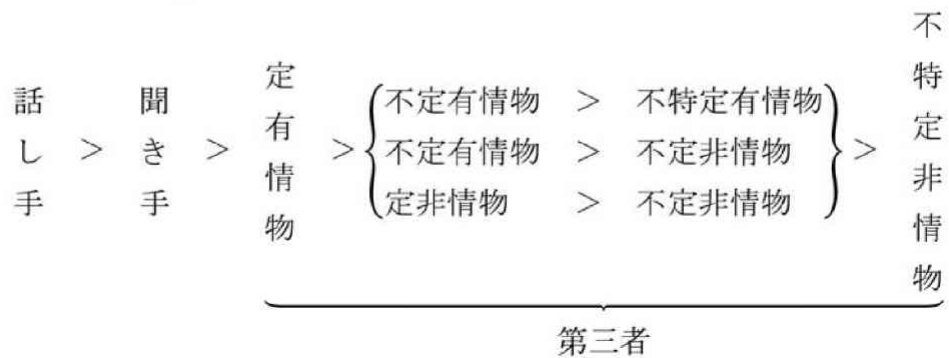 話し手 > 聞き手 > 定有情物 >
不定有情物 > 不特定有情物
不定有情物 > 不定非情物
定非情物 > 不定非情物
> 不特定非情物
第三者